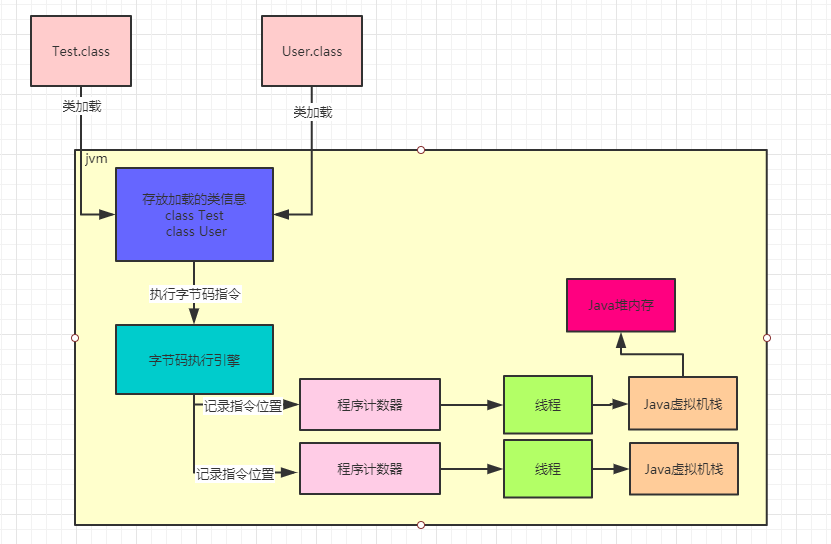 Test.class
User.class
类加载
类加载
jvm
存放加载的类信息
class Test
class User
执行字节码指令
Java堆内存
字节码执行引擎
记录指令位置
程序计数器
线程
Java虚拟机栈
记录指令位置
程序计数器
线程
Java虚拟机栈